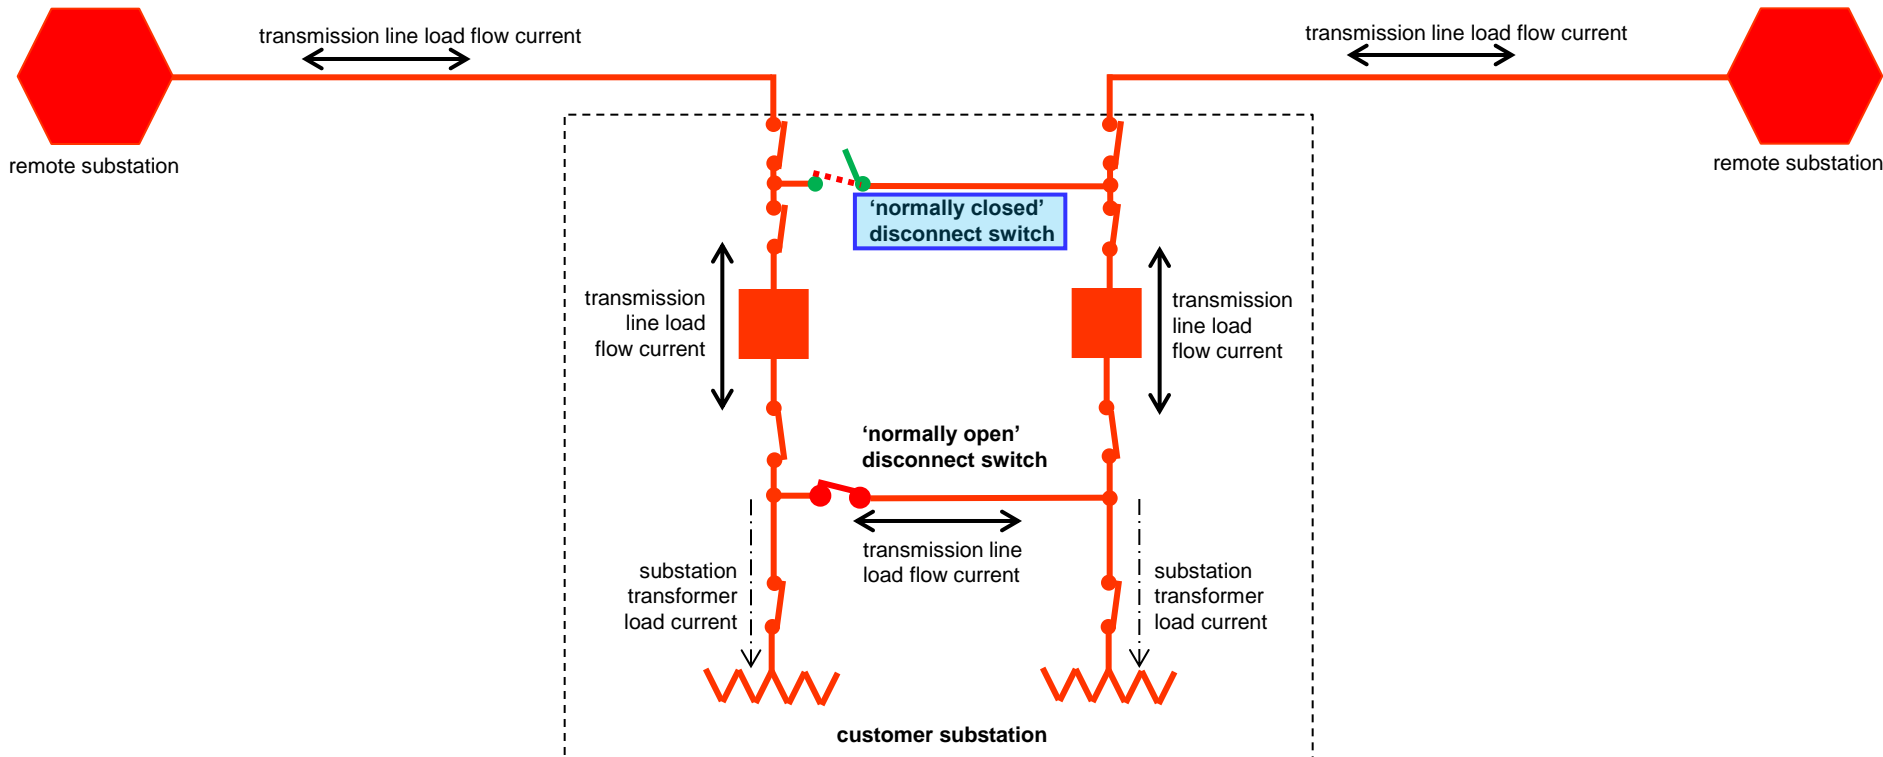 transmission line load flow current
transmission line load flow current
remote substation
remote substation
‘normally closed’
disconnect switch
transmission
line load
flow current
transmission
line load
flow current
‘normally open’
disconnect switch
transmission line
load flow current
substation
transformer
load current
substation
transformer
load current
customer substation